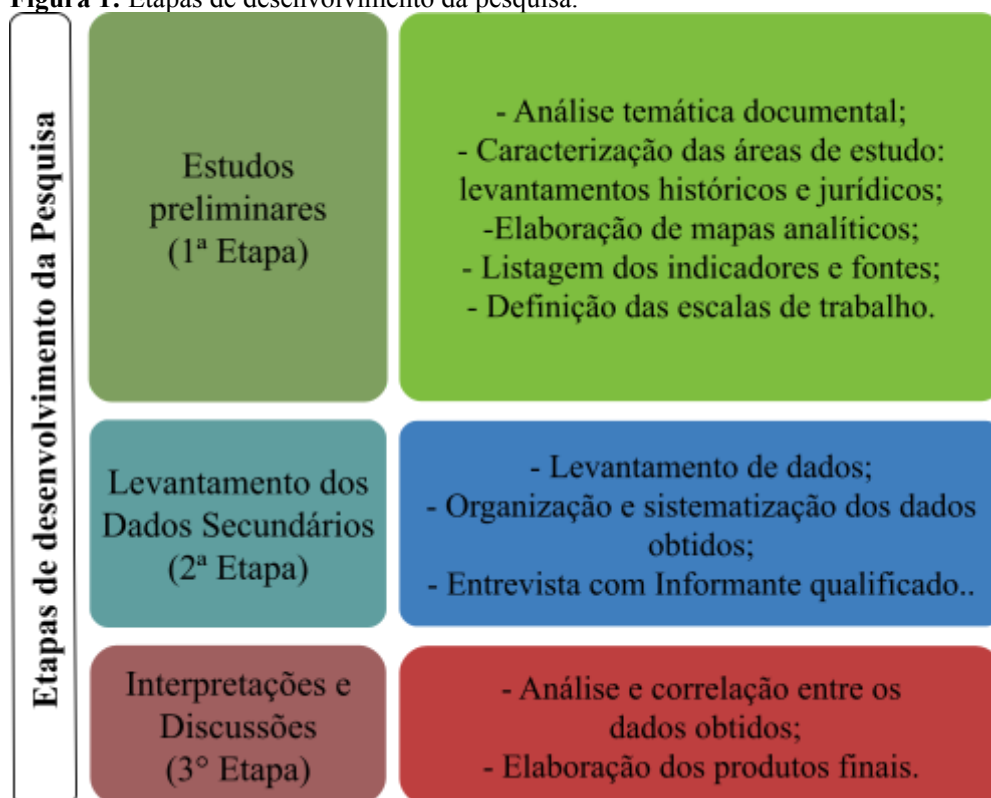 Figura 1. Etapas de desenvolvimento da pesquisa.
Etapas de desenvolvimento da Pesquisa
Estudos
preliminares
(1ª Etapa)
- Análise temática documental;
- Caracterização das áreas de estudo:
levantamentos históricos e jurídicos;
-Elaboração de mapas analíticos;
- Listagem dos indicadores e fontes;
- Definição das escalas de trabalho.
Levantamento dos
Dados Secundários
(2ª Etapa)
- Levantamento de dados;
- Organização e sistematização dos dados
obtidos;
- Entrevista com Informante qualificado..
Interpretações e
Discussões
(3° Etapa)
- Análise e correlação entre os
dados obtidos;
- Elaboração dos produtos finais.